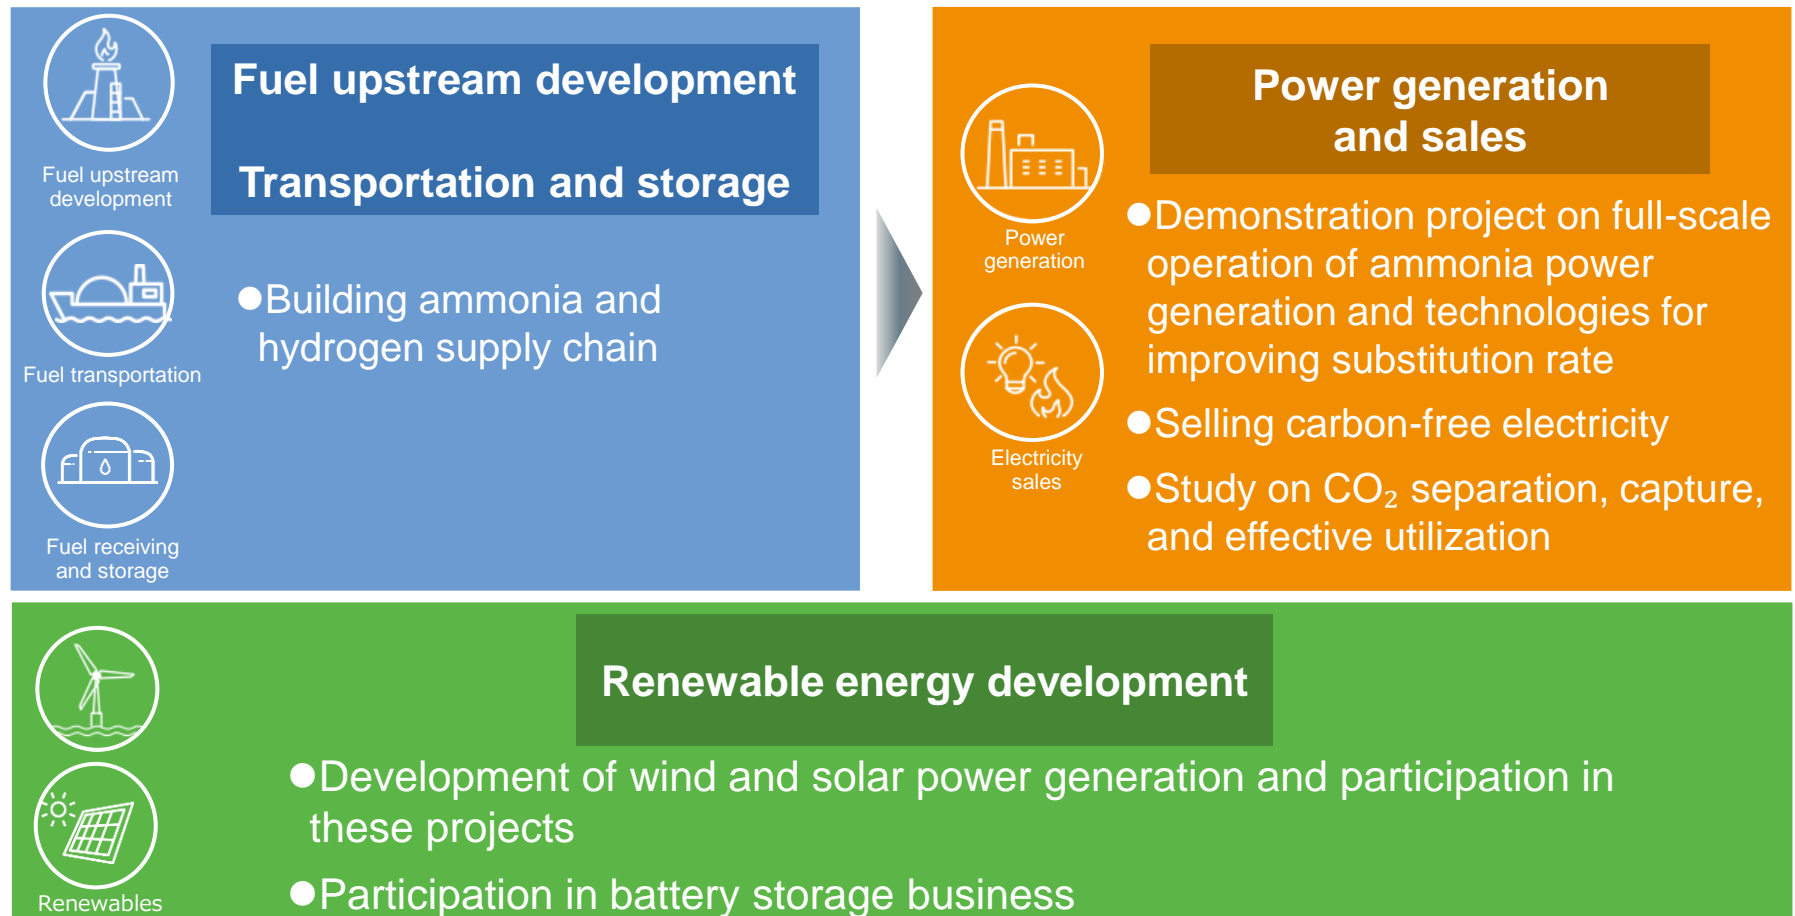 Fuel upstream development
Transportation and storage
Fuel upstream
development
Fuel transportation
Fuel receiving
and storage
●Building ammonia and
hydrogen supply chain
Power generation
and sales
Power
generation
Electricity
sales
●Demonstration project on full-scale
operation of ammonia power
generation and technologies for
improving substitution rate
●Selling carbon-free electricity
●Study on CO₂ separation, capture,
and effective utilization
Renewable energy development
Renewables
●Development of wind and solar power generation and participation in
these projects
●Participation in battery storage business